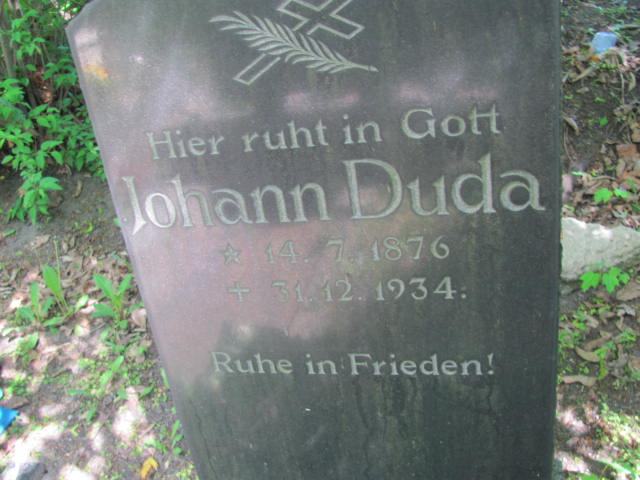 Hier ruht in Gott
Johann Duda
* 14. 7. 1876
+ 31. 12. 1934.
Ruhe in Frieden!